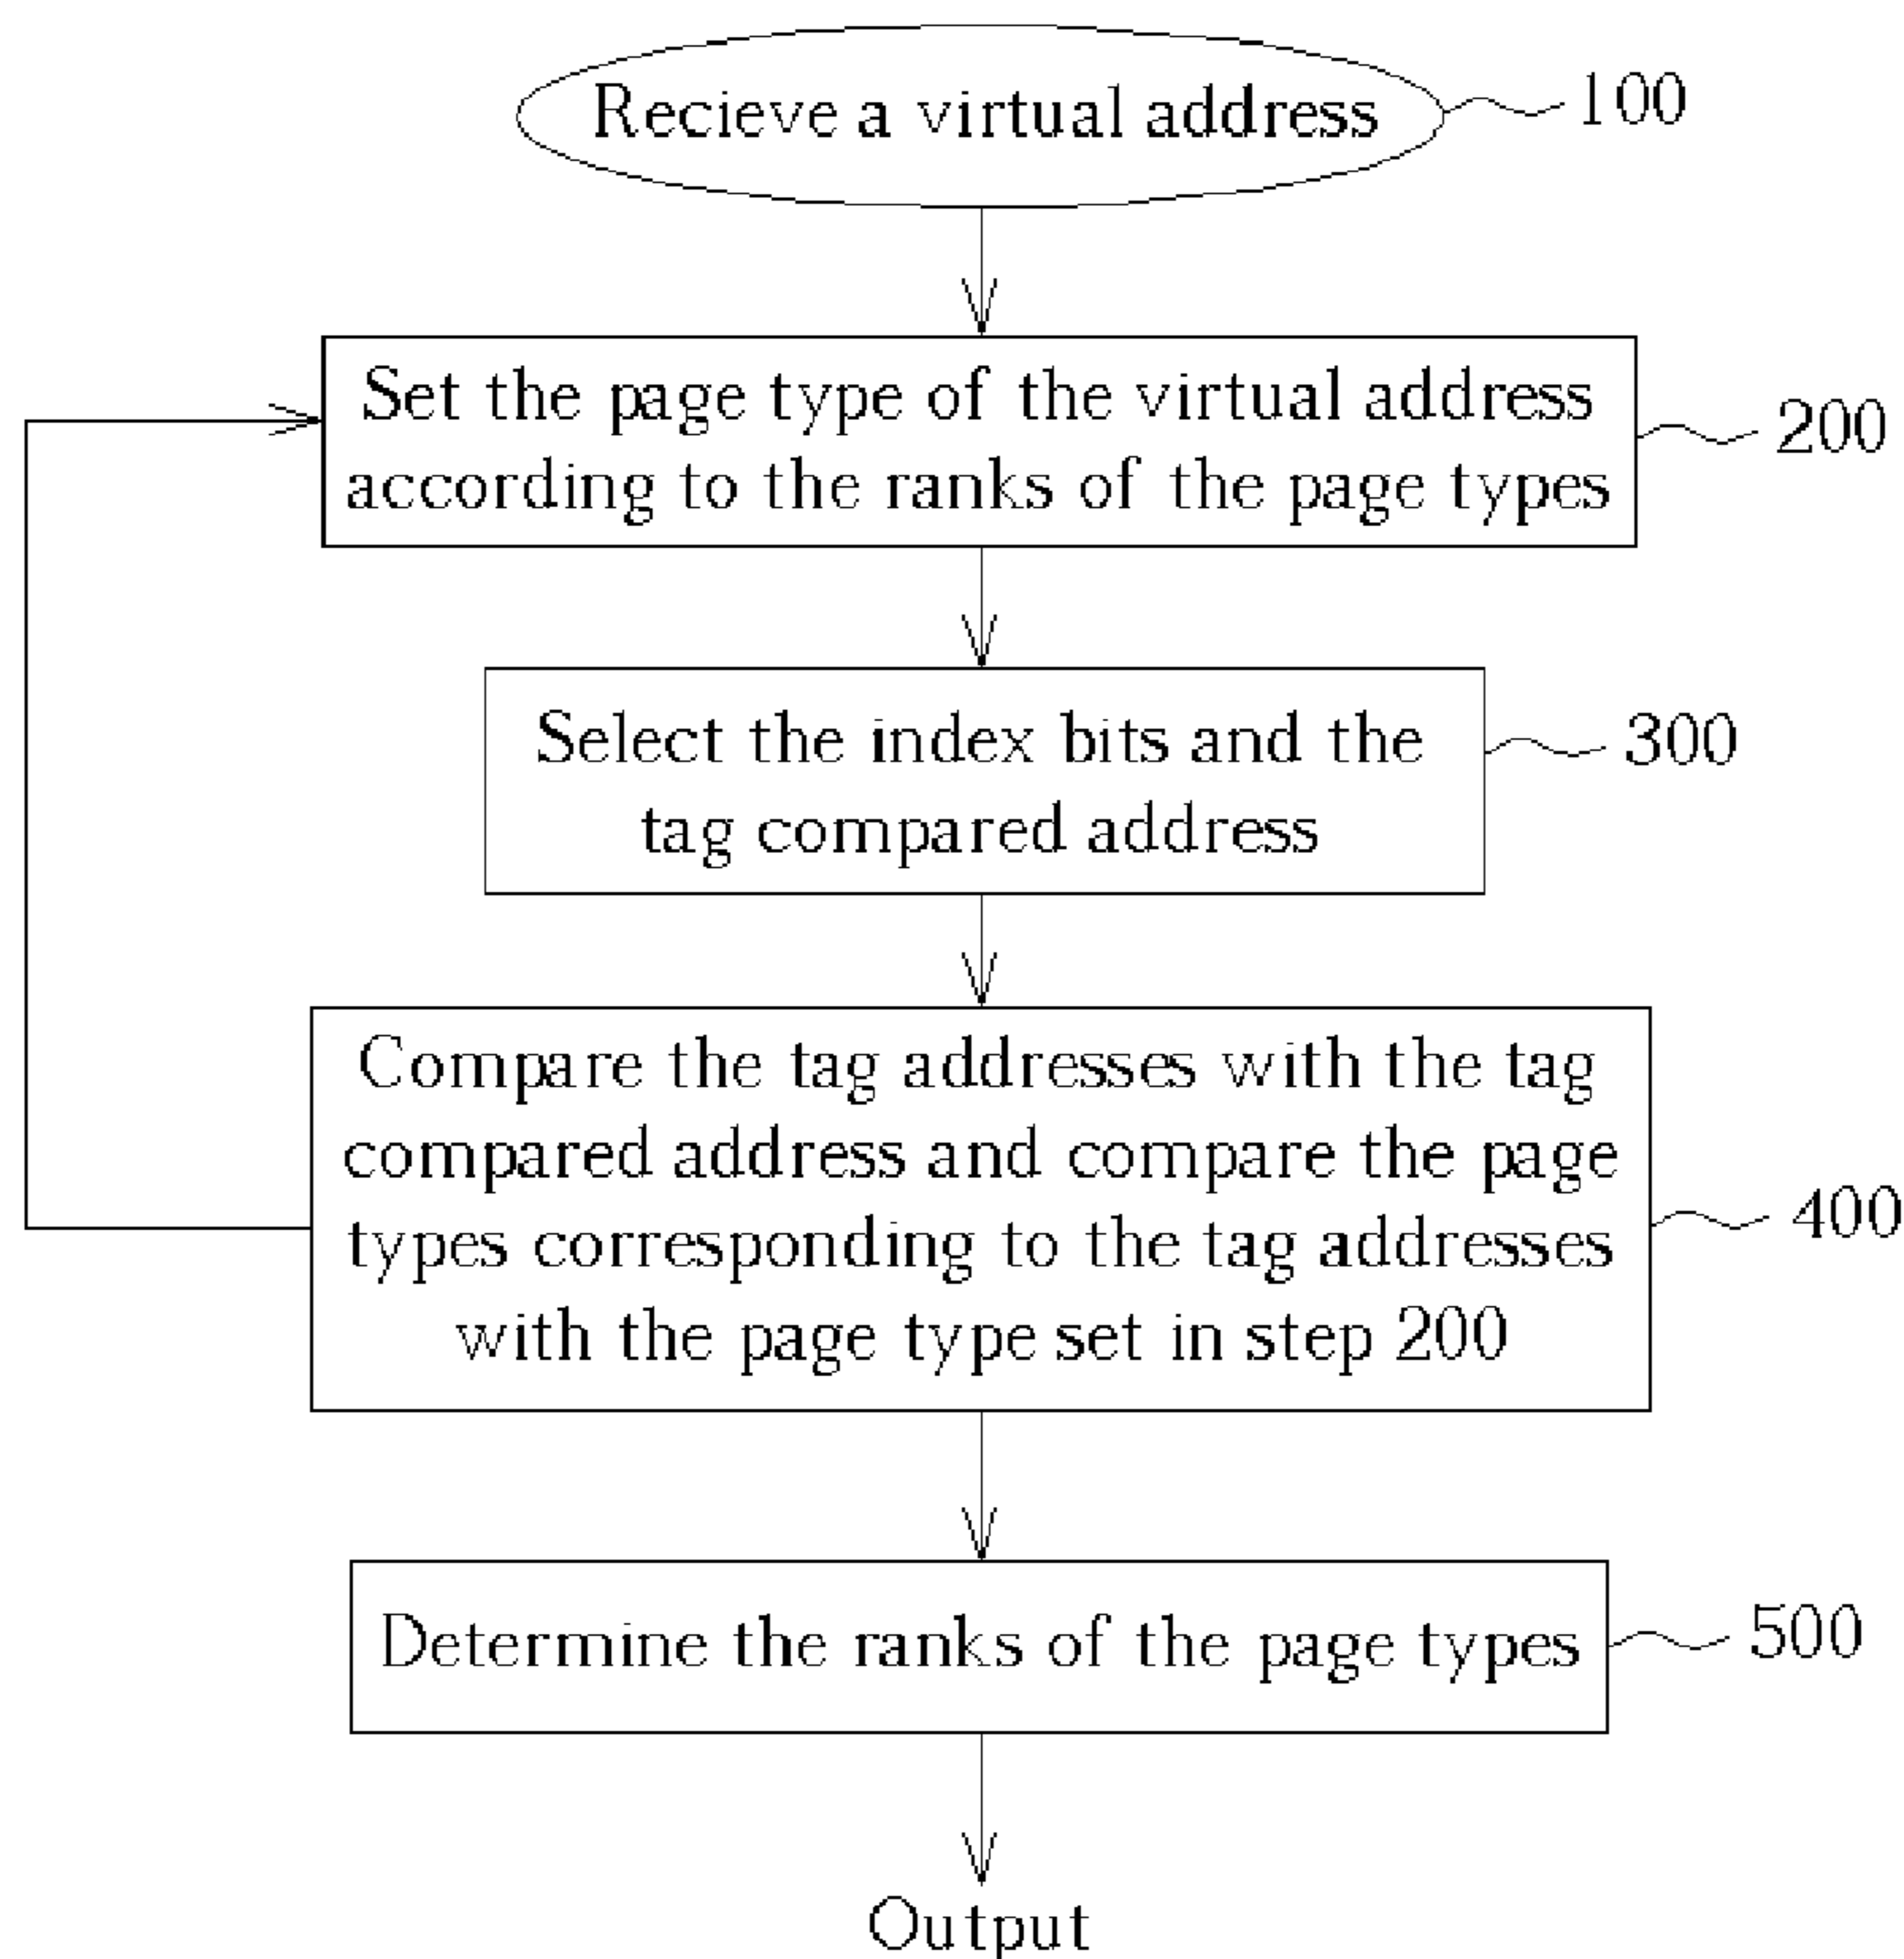 Recieve a virtual address
100
Set the page type of the virtual address
according to the ranks of the page types
200
Select the index bits and the
tag compared address
300
Compare the tag addresses with the tag
compared address and compare the page
types corresponding to the tag addresses
with the page type set in step 200
400
Determine the ranks of the page types
500
Output